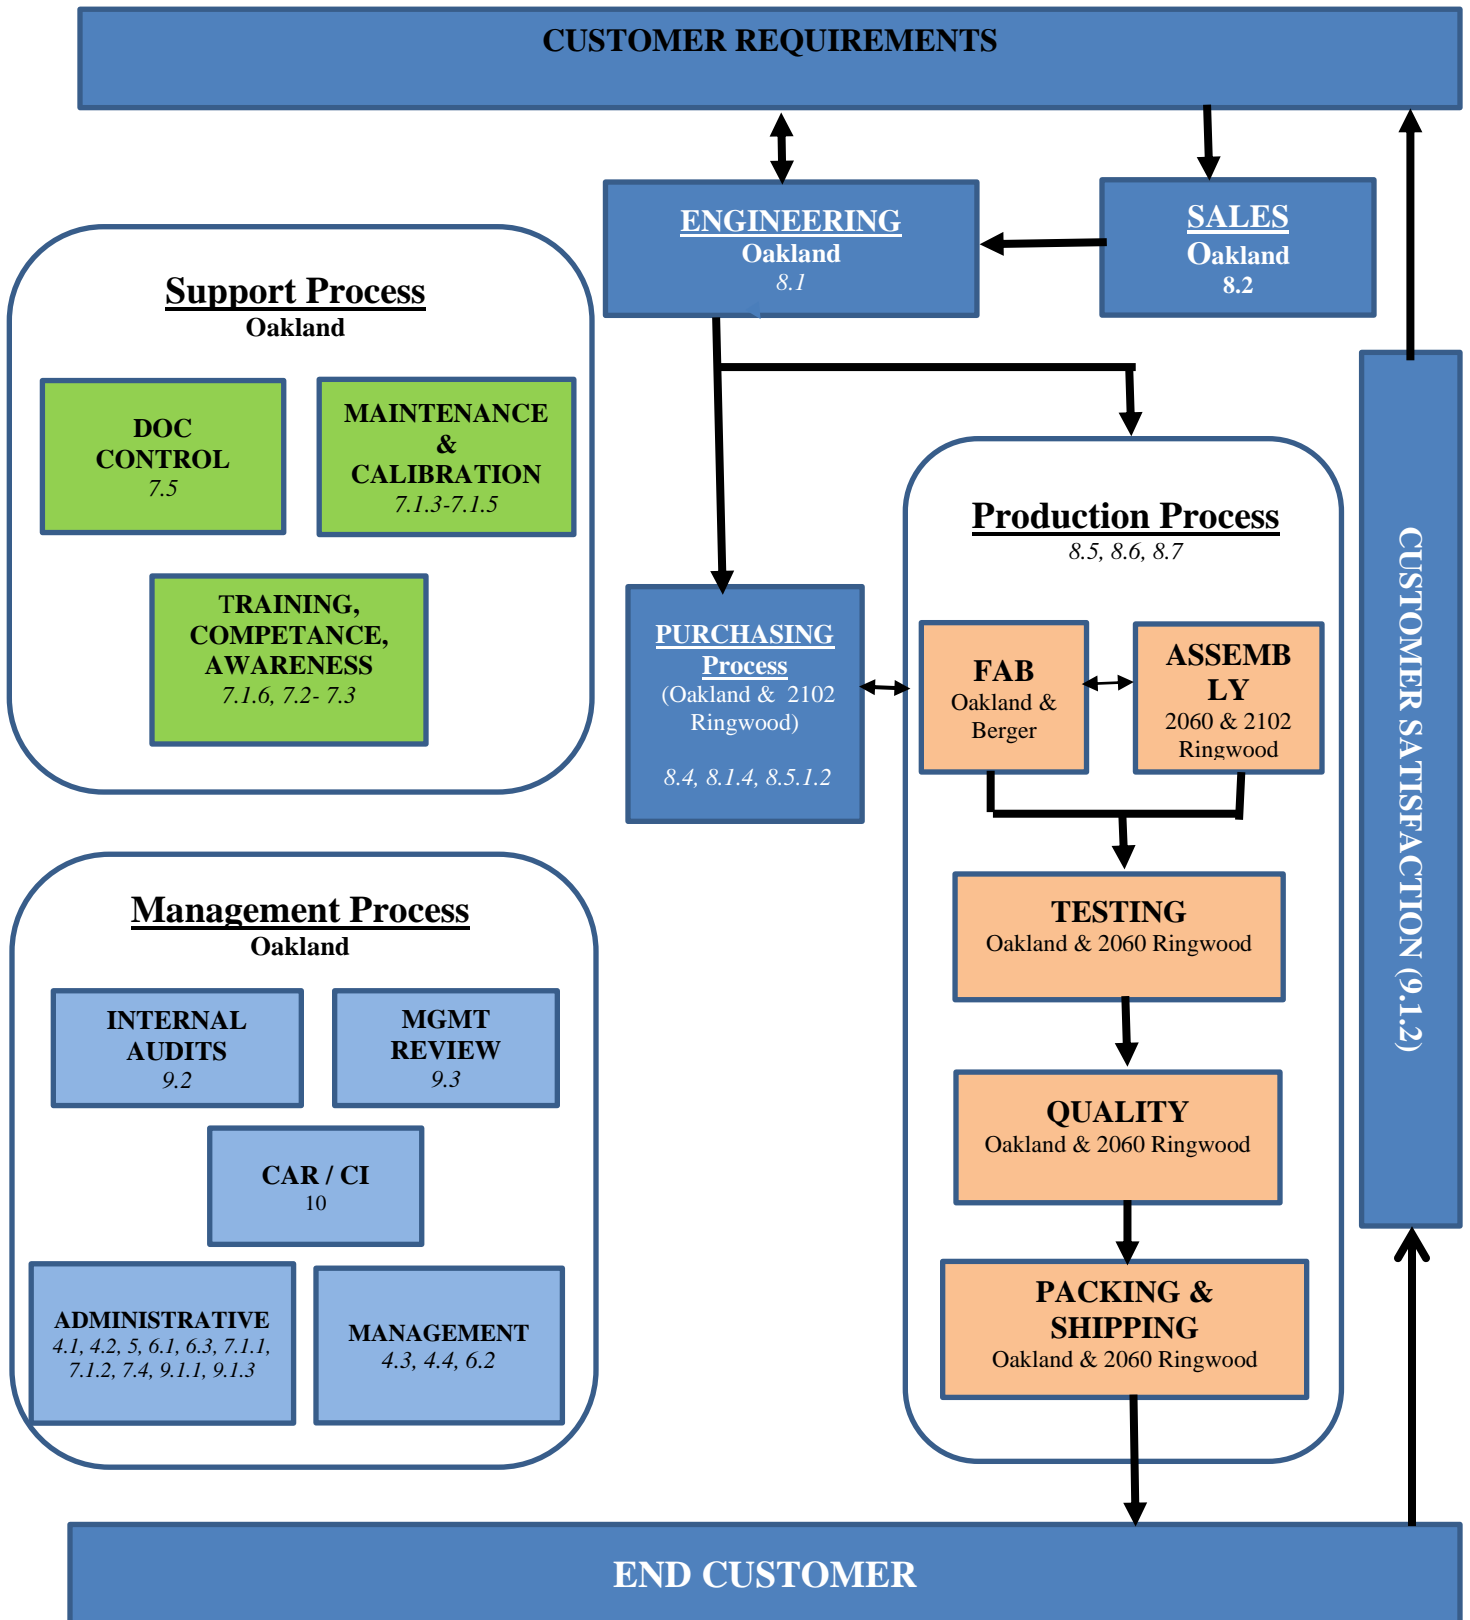 CUSTOMER REQUIREMENTS
ENGINEERING
Oakland
8.1
SALES
Oakland
8.2
Support Process
Oakland
DOC
CONTROL
7.5
MAINTENANCE
&
CALIBRATION
7.1.3-7.1.5
TRAINING,
COMPETANCE,
AWARENESS
7.1.6, 7.2- 7.3
Management Process
Oakland
INTERNAL
AUDITS
9.2
MGMT
REVIEW
9.3
CAR / CI
10
ADMINISTRATIVE
4.1, 4.2, 5, 6.1, 6.3, 7.1.1,
7.1.2, 7.4, 9.1.1, 9.1.3
MANAGEMENT
4.3, 4.4, 6.2
PURCHASING
Process
(Oakland & 2102
Ringwood)
8.4, 8.1.4, 8.5.1.2
Production Process
8.5, 8.6, 8.7
FAB
Oakland &
Berger
ASSEMB
LY
2060 & 2102
Ringwood
TESTING
Oakland & 2060 Ringwood
QUALITY
Oakland & 2060 Ringwood
PACKING &
SHIPPING
Oakland & 2060 Ringwood
CUSTOMER SATISFACTION (9.1.2)
END CUSTOMER